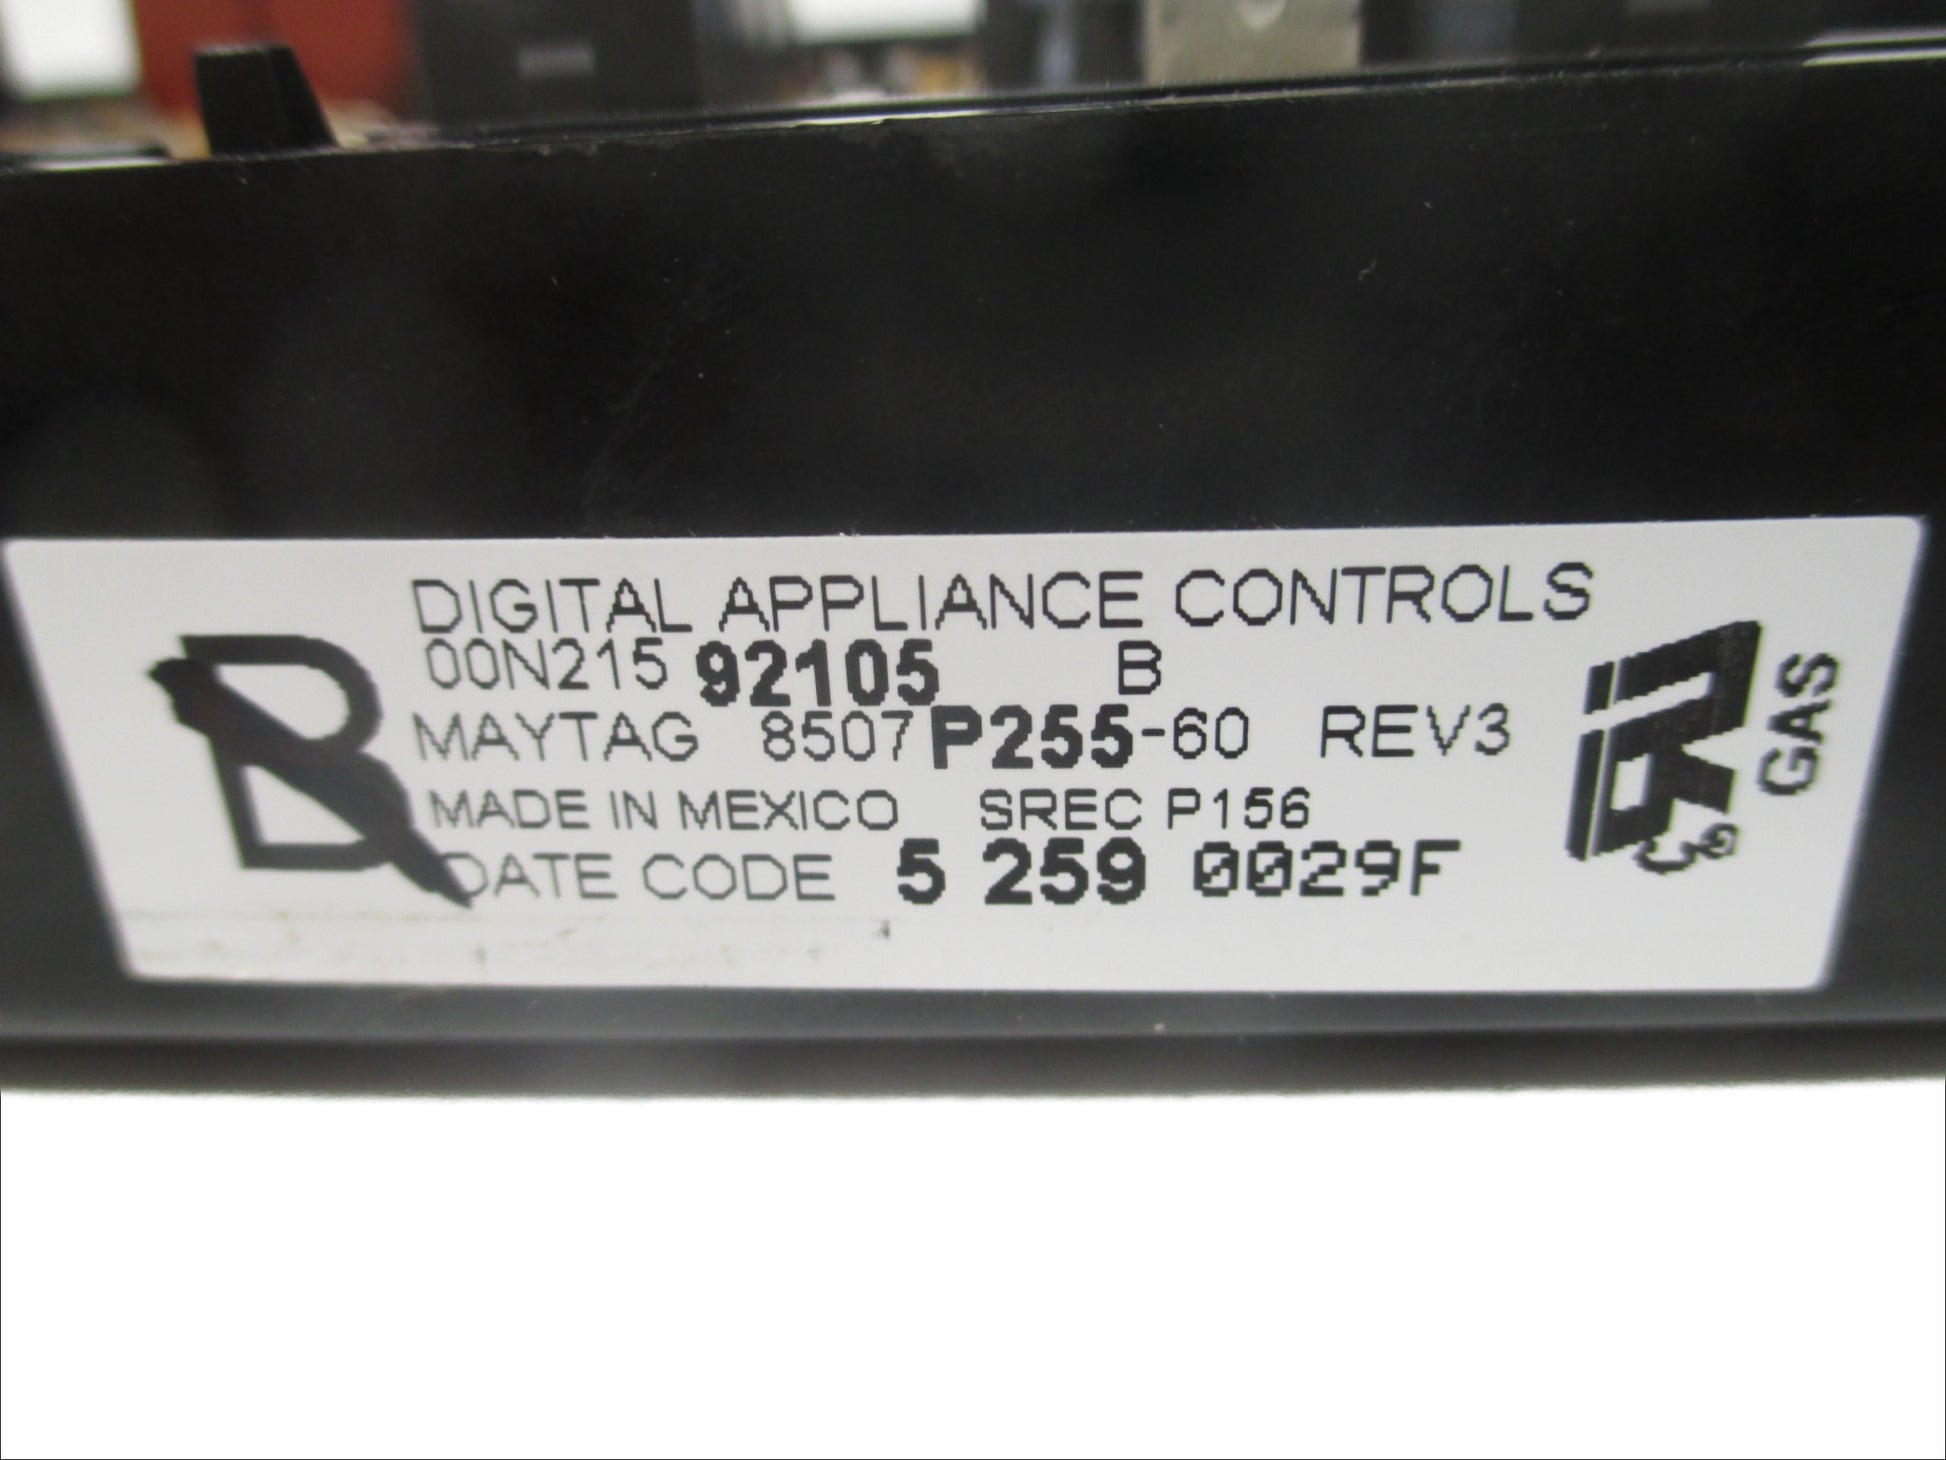 DIGITAL APPLIANCE CONTROLS
00N215 92105 B
MAYTAG 8507P255-60 REV3
MADE IN MEXICO SREC P156
DATE CODE 5 259 0029F
GAS